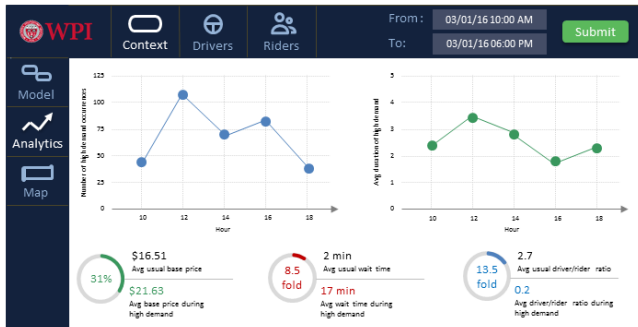 WPI
Context
Drivers
Riders
From :
03/01/16 10:00 AM
To:
03/01/16 06:00 PM
Submit
Model
Analytics
Map
Number of high demand occurrences
125
100
75
50
25
0
10 12 14 16 18
Hour
Avg duration of high demand
5
4
3
2
1
0
10 12 14 16 18
Hour
31%
$16.51
Avg usual base price
$21.63
Avg base price during
high demand
8.5
fold
2 min
Avg usual wait time
17 min
Avg wait time during
high demand
13.5
fold
2.7
Avg usual driver/rider ratio
0.2
Avg driver/rider ratio during
high demand